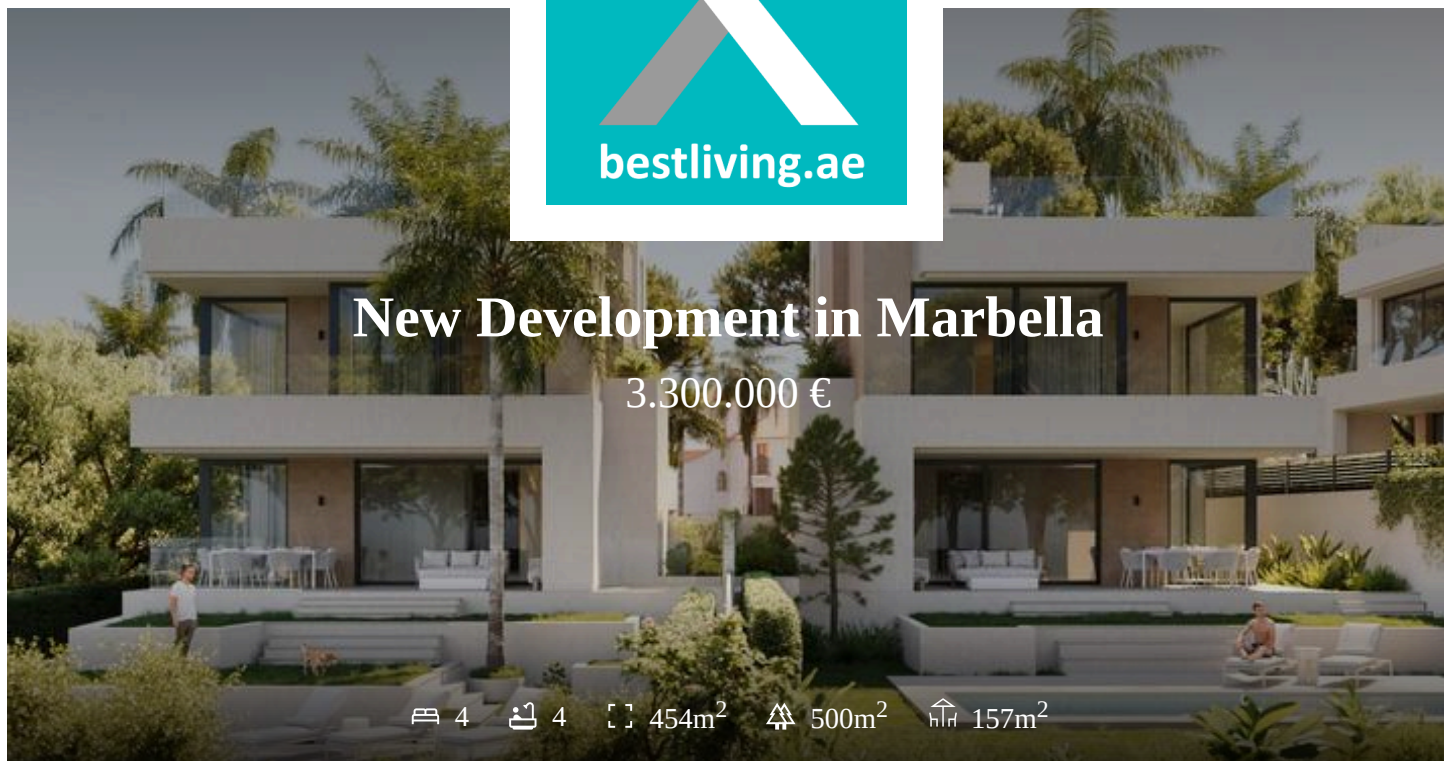 bestliving.ae
New Development in Marbella
3.300.000 €
4 4 454m² 500m² 157m²